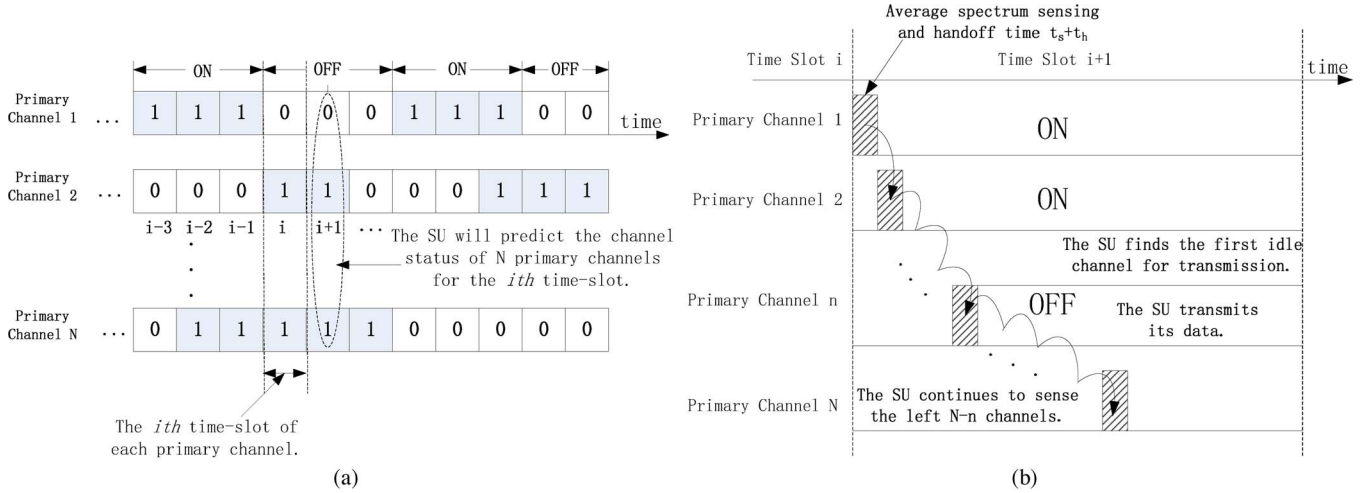 ON OFF ON OFF
Primary
Channel 1 ... 1 1 1 0 0 0 1 1 1 0 0
time
Primary
Channel 2 ... 0 0 0 1 1 0 0 0 1 1 1
i-3 i-2 i-1 i i+1 ...
The SU will predict the channel
status of N primary channels
for the ith time-slot.
Primary
Channel N ... 0 1 1 1 1 1 0 0 0 0 0
The ith time-slot of
each primary channel.
(a)
Average spectrum sensing
and handoff time ts+th
Time Slot i Time Slot i+1 time
Primary Channel 1 ON
Primary Channel 2 ON
The SU finds the first idle
channel for transmission.
Primary Channel n OFF
The SU transmits
its data.
Primary Channel N
The SU continues to sense
the left N-n channels.
(b)